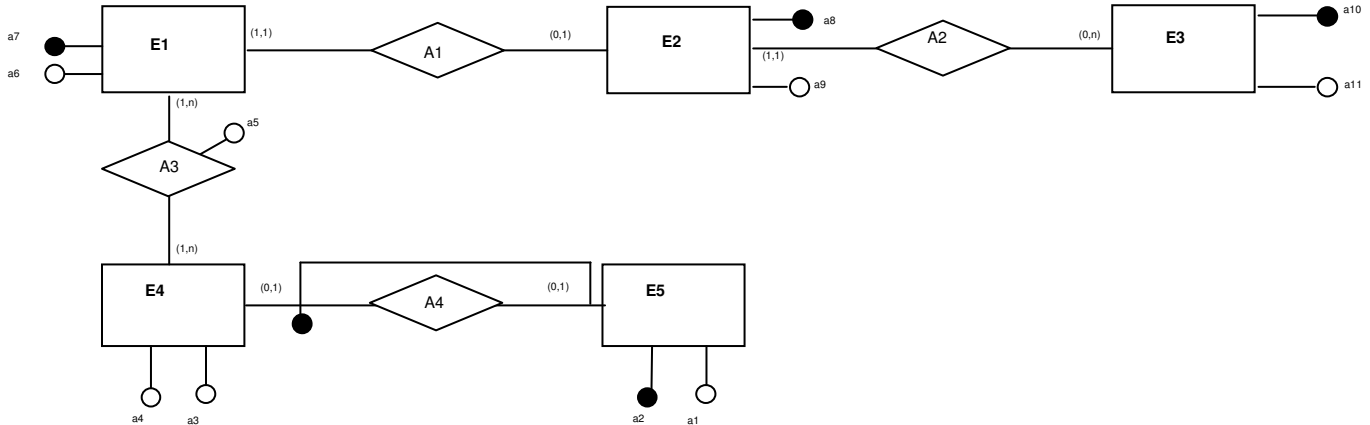 a7
a6
E1
(1,1)
A1
(0,1)
E2
a8
(1,1)
a9
A2
(0,n)
E3
a10
a11
(1,n)
a5
A3
(1,n)
E4
(0,1)
A4
(0,1)
E5
a4
a3
a2
a1